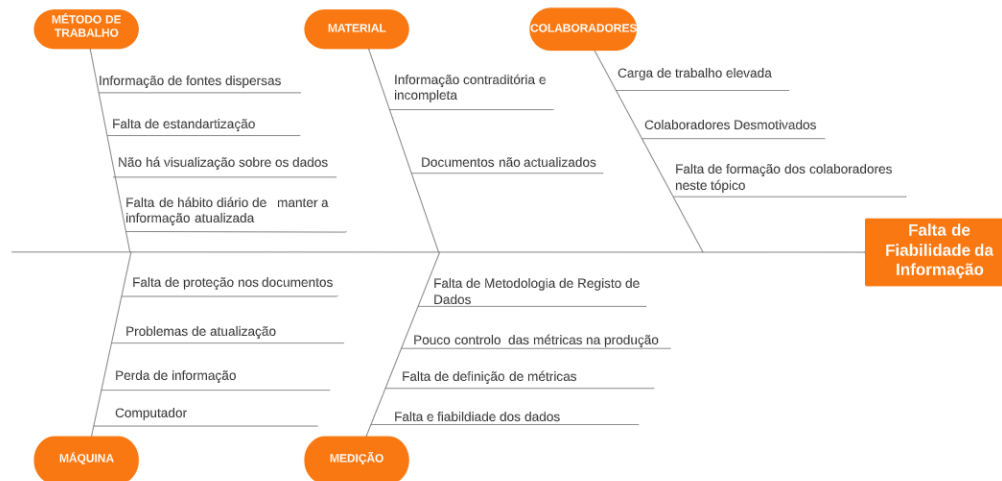 MÉTODO DE
TRABALHO
Informação de fontes dispersas
Falta de estandartização
Não há visualização sobre os dados
Falta de hábito diário de manter a
informação atualizada
MATERIAL
Informação contraditória e
incompleta
Documentos não actualizados
COLABORADORES
Carga de trabalho elevada
Colaboradores Desmotivados
Falta de formação dos colaboradores
neste tópico
Falta de
Fiabilidade da
Informação
Falta de proteção nos documentos
Problemas de atualização
Perda de informação
Computador
MÁQUINA
Falta de Metodologia de Registo de
Dados
Pouco controlo das métricas na produção
Falta de definição de métricas
Falta e fiabildiade dos dados
MEDIÇÃO